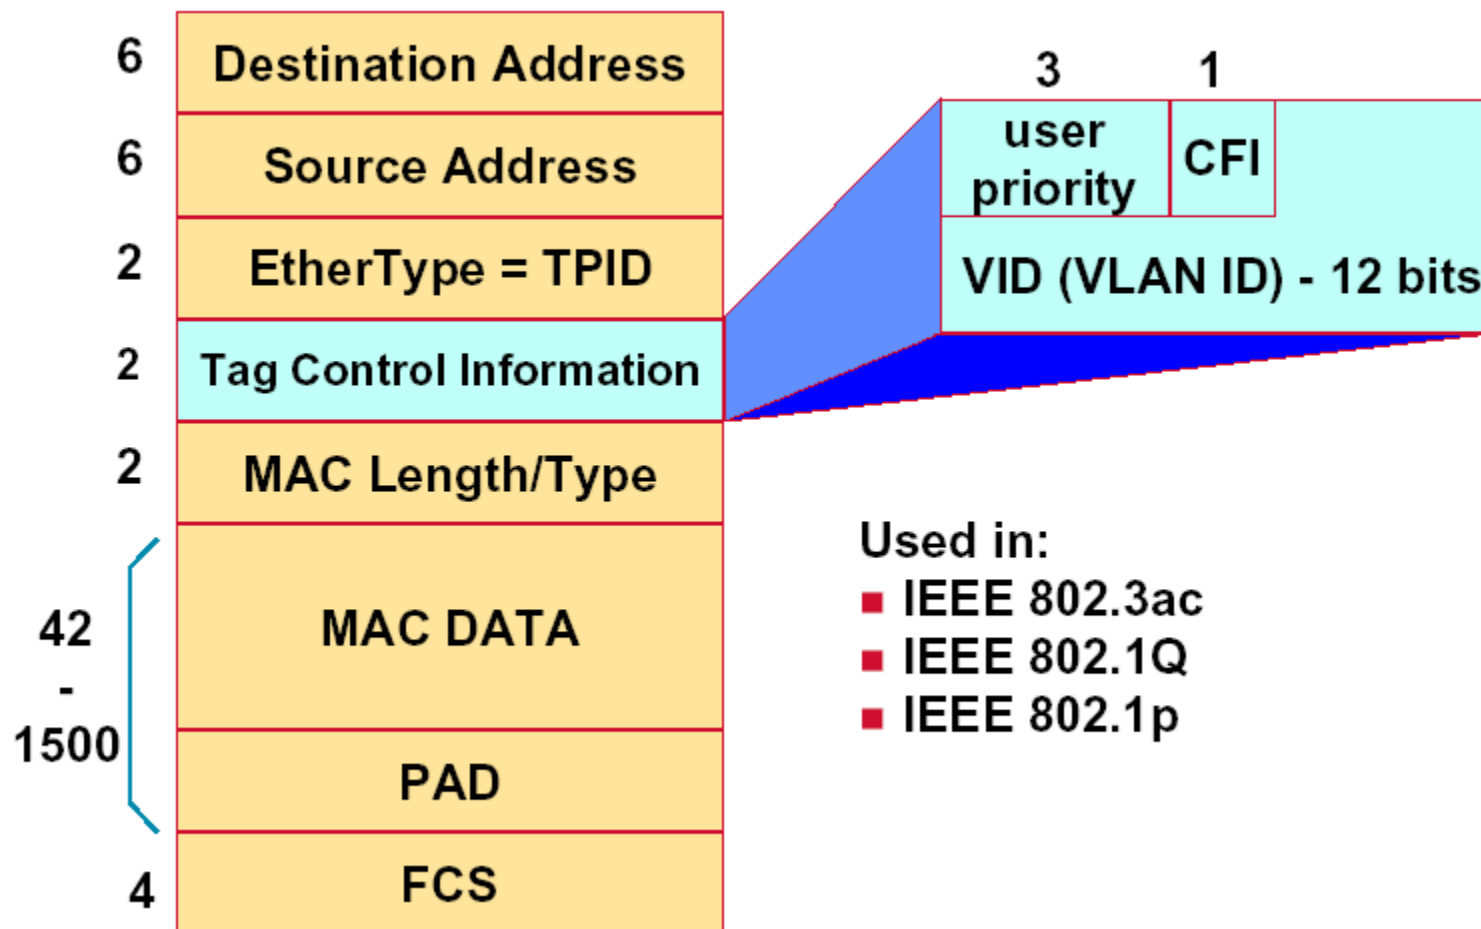 6
Destination Address
6
Source Address
2
EtherType = TPID
2
Tag Control Information
2
MAC Length/Type
42
-
1500
MAC DATA
PAD
4
FCS
3
1
user
priority
CFI
VID (VLAN ID) - 12 bits
Used in:
IEEE 802.3ac
IEEE 802.1Q
IEEE 802.1p